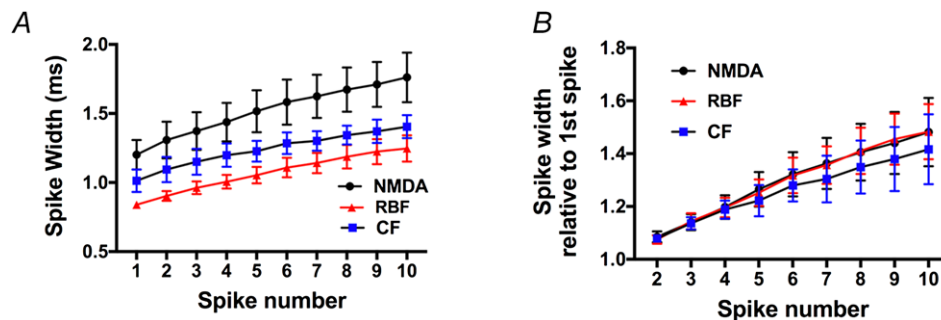 A
Spike Width (ms)
2.0
1.5
1.0
0.5
NMDA
RBF
CF
1 2 3 4 5 6 7 8 9 10
Spike number
B
Spike width
relative to 1st spike
1.8
1.6
1.4
1.2
1.0
NMDA
RBF
CF
2 3 4 5 6 7 8 9 10
Spike number